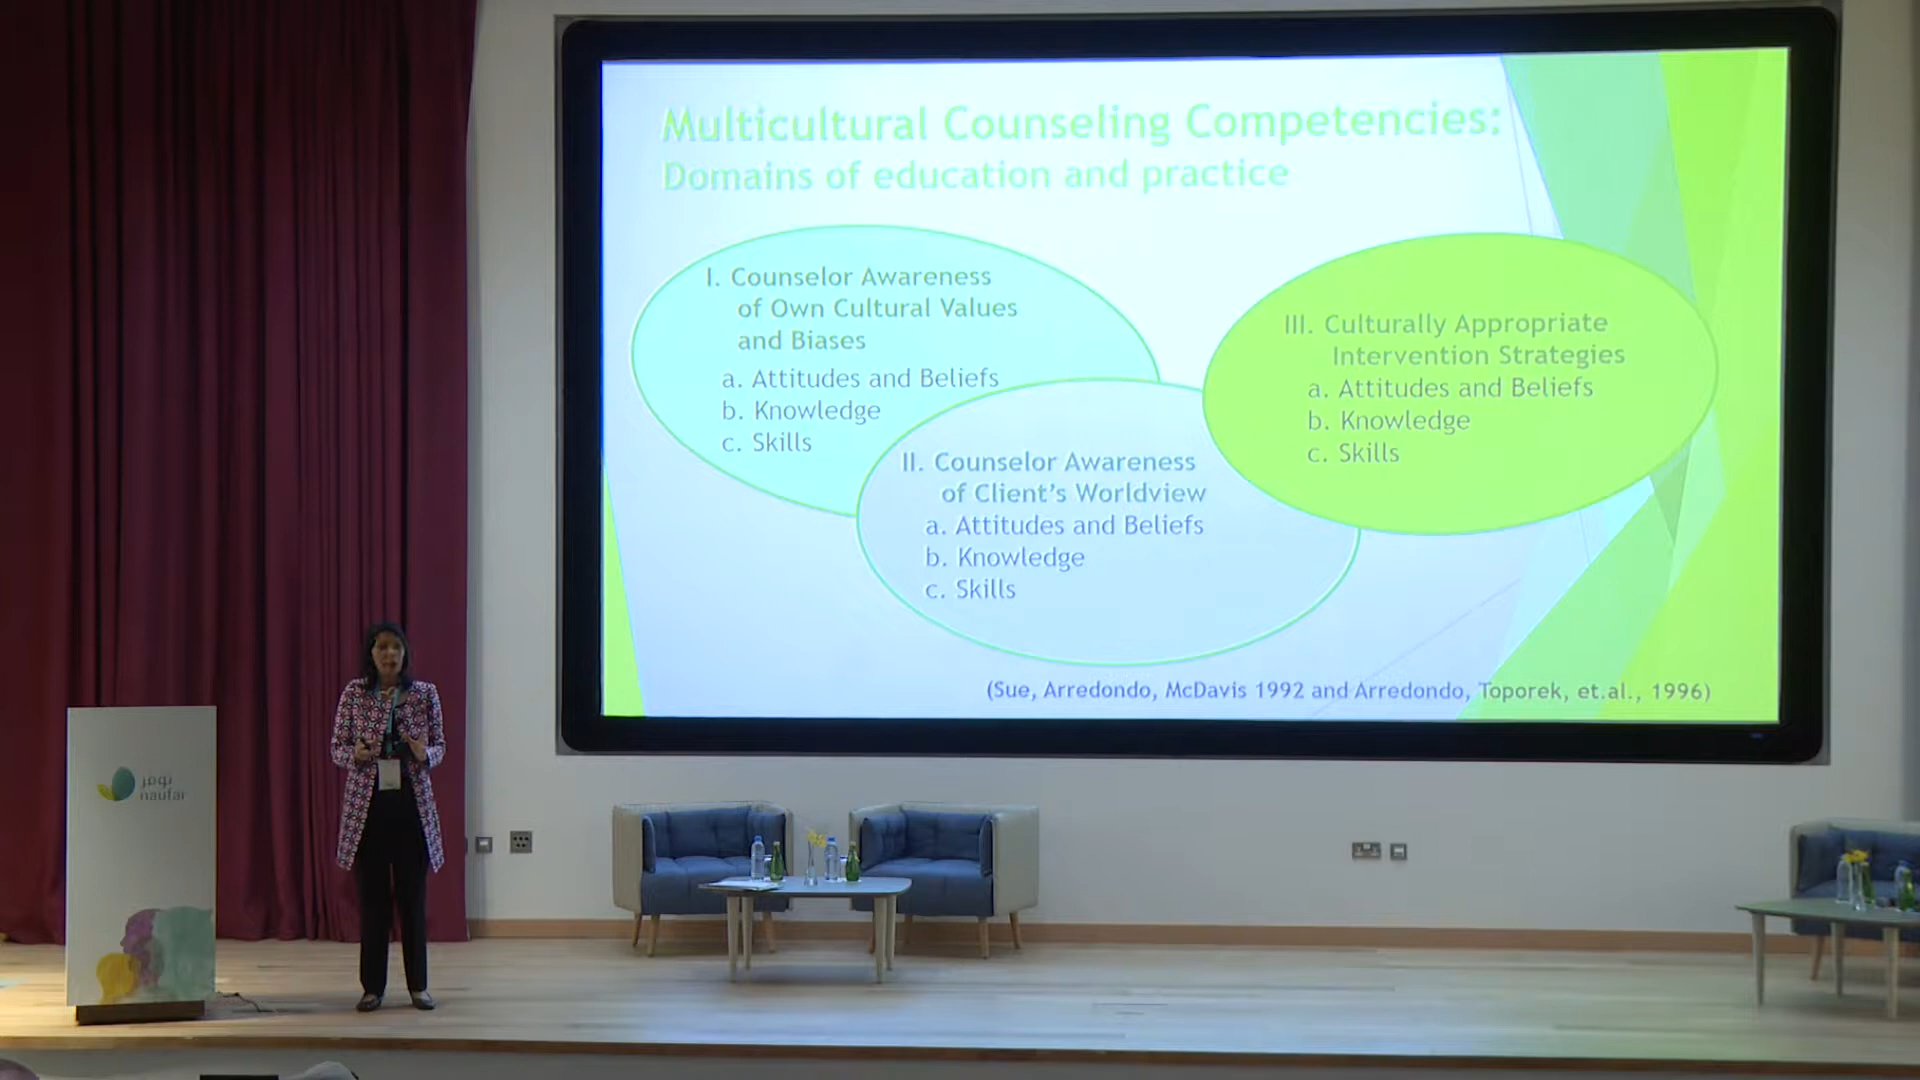 Multicultural Counseling Competencies:
Domains of education and practice
I. Counselor Awareness
of Own Cultural Values
and Biases
a. Attitudes and Beliefs
b. Knowledge
c. Skills
II. Counselor Awareness
of Client’s Worldview
a. Attitudes and Beliefs
b. Knowledge
c. Skills
III. Culturally Appropriate
Intervention Strategies
a. Attitudes and Beliefs
b. Knowledge
c. Skills
(Sue, Arredondo, McDavis 1992 and Arredondo, Toporek, et.al., 1996)
نوفر
naufar